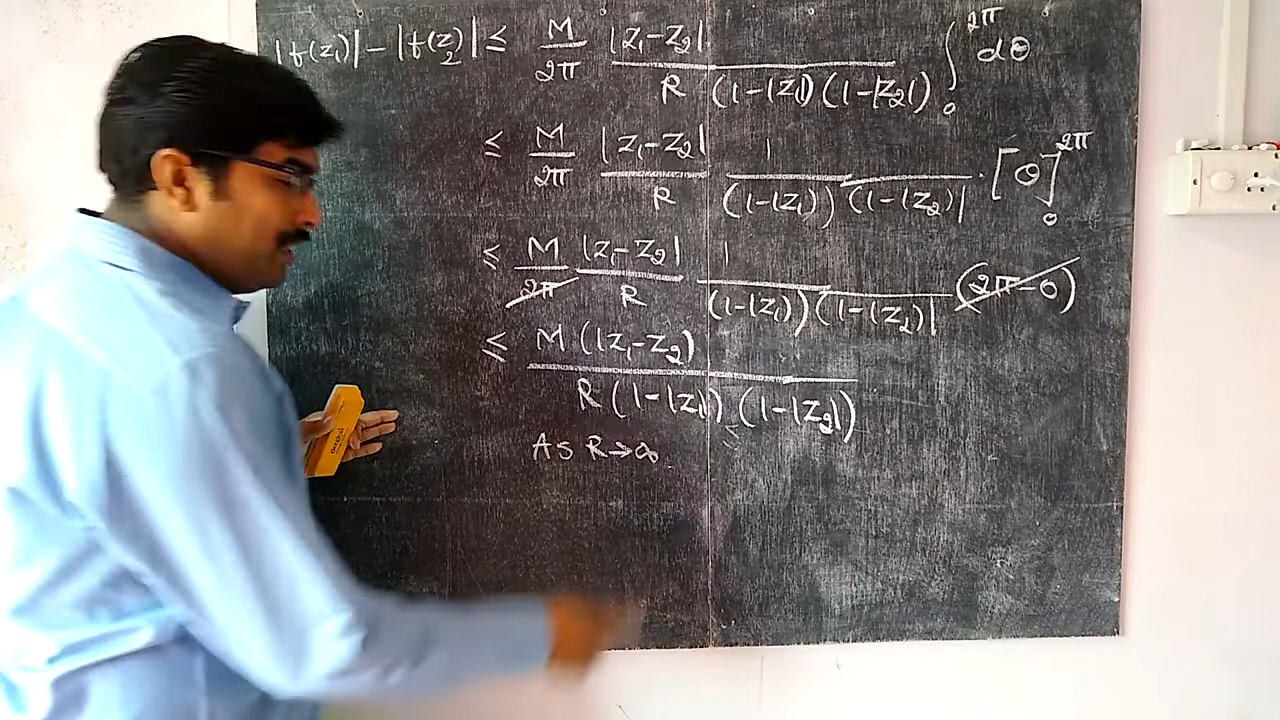 |f(z₁)| - |f(z₂)| ≤ M/2π |z₁-z₂|/R (1-|z₁|)(1-|z₂|) ∫₀^2π dθ
≤ M/2π |z₁-z₂|/R 1/(1-|z₁|) (1-|z₂)| · [θ]₀^2π
≤ M/2π |z₁-z₂|/R 1/(1-|z₁|)(1-|z₂)| (2π-0)
≤ M(|z₁-z₂)/R(1-|z₁|)(1-|z₂|)
As R→∞